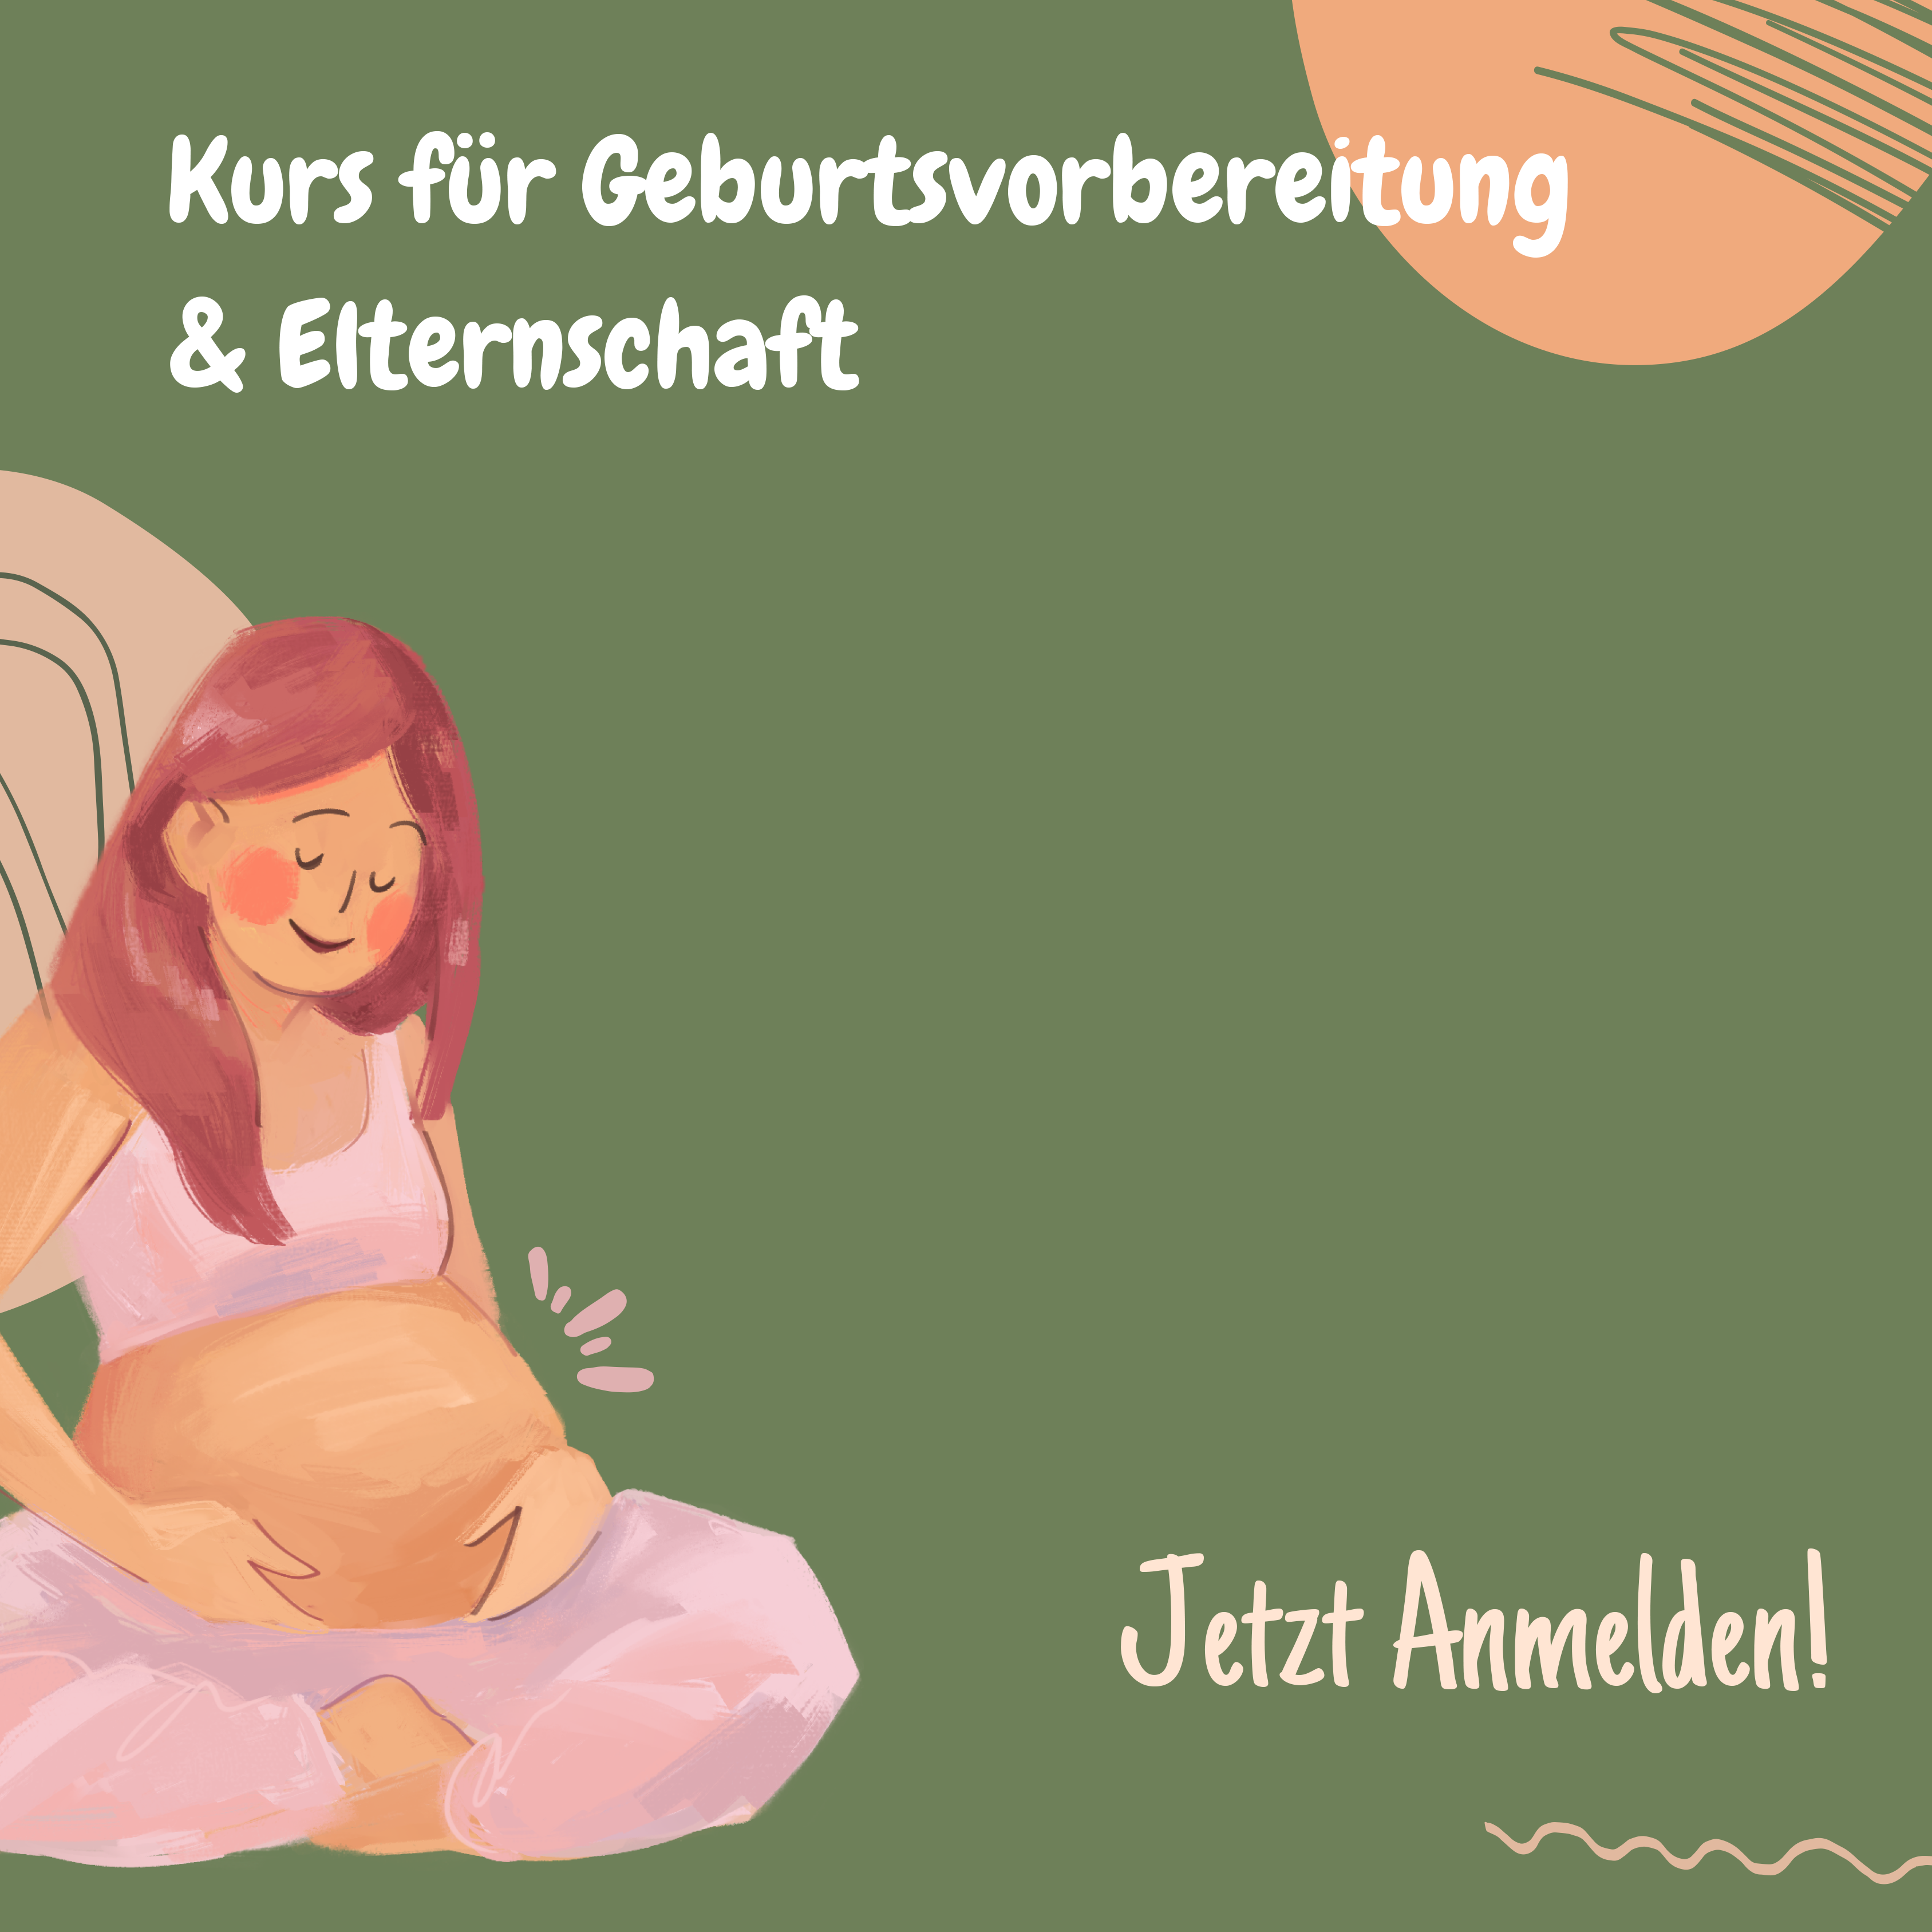 Kurs für Geburtsvorbereitung
& Elternschaft
Jetzt Anmelden!